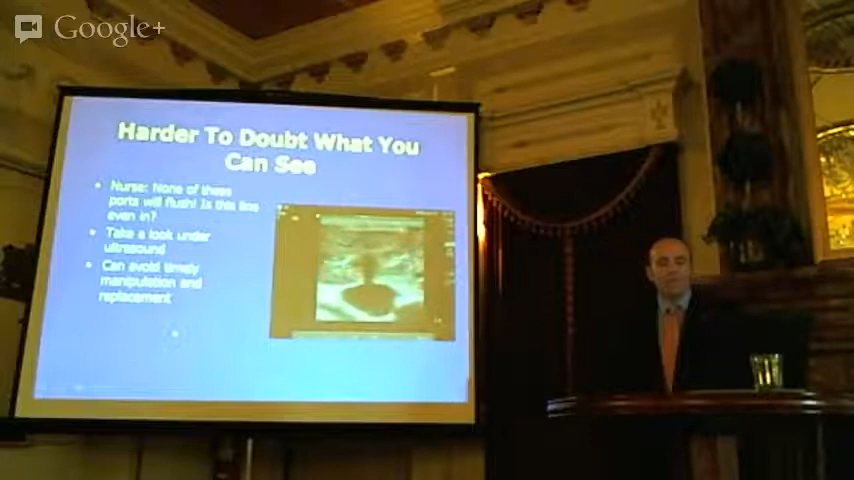 Google+
Harder To Doubt What You
Can See
• Nurse: None of these
ports will flush! Is this line
even in?
• Take a look under
ultrasound
• Can avoid timely
manipulation and
replacement